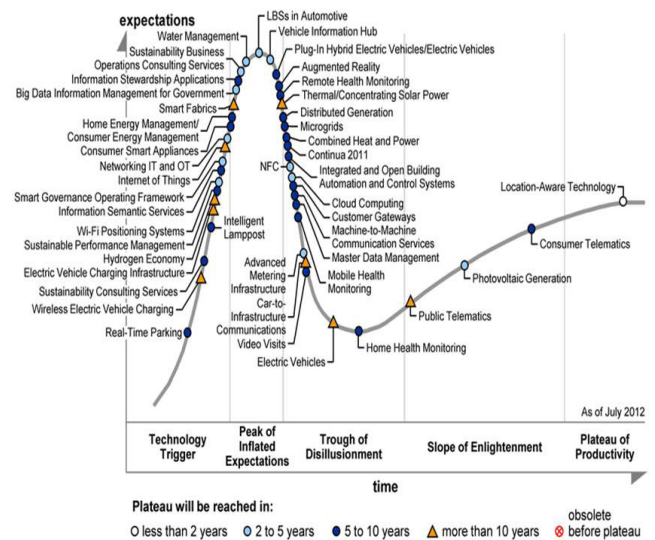 expectations
LBSs in Automotive
Water Management
Vehicle Information Hub
Sustainability Business
Operations Consulting Services
Plug-In Hybrid Electric Vehicles/Electric Vehicles
Information Stewardship Applications
Augmented Reality
Big Data Information Management for Government
Remote Health Monitoring
Smart Fabrics
Thermal/Concentrating Solar Power
Home Energy Management/
Consumer Energy Management
Distributed Generation
Microgrids
Consumer Smart Appliances
Combined Heat and Power
Networking IT and OT
Continua 2011
Internet of Things
NFC
Integrated and Open Building
Automation and Control Systems
Smart Governance Operating Framework
Location-Aware Technology
Information Semantic Services
Cloud Computing
Wi-Fi Positioning Systems
Intelligent
Lamppost
Customer Gateways
Sustainable Performance Management
Machine-to-Machine
Communication Services
Consumer Telematics
Hydrogen Economy
Master Data Management
Electric Vehicle Charging Infrastructure
Advanced
Metering
Infrastructure
Mobile Health
Monitoring
Photovoltaic Generation
Sustainability Consulting Services
Car-to-
Infrastructure
Communications
Wireless Electric Vehicle Charging
Public Telematics
Real-Time Parking
Video Visits
Home Health Monitoring
Electric Vehicles
As of July 2012
Technology
Trigger
Peak of
Inflated
Expectations
Trough of
Disillusionment
Slope of Enlightenment
Plateau of
Productivity
time
Plateau will be reached in:
less than 2 years
2 to 5 years
5 to 10 years
more than 10 years
obsolete
before plateau